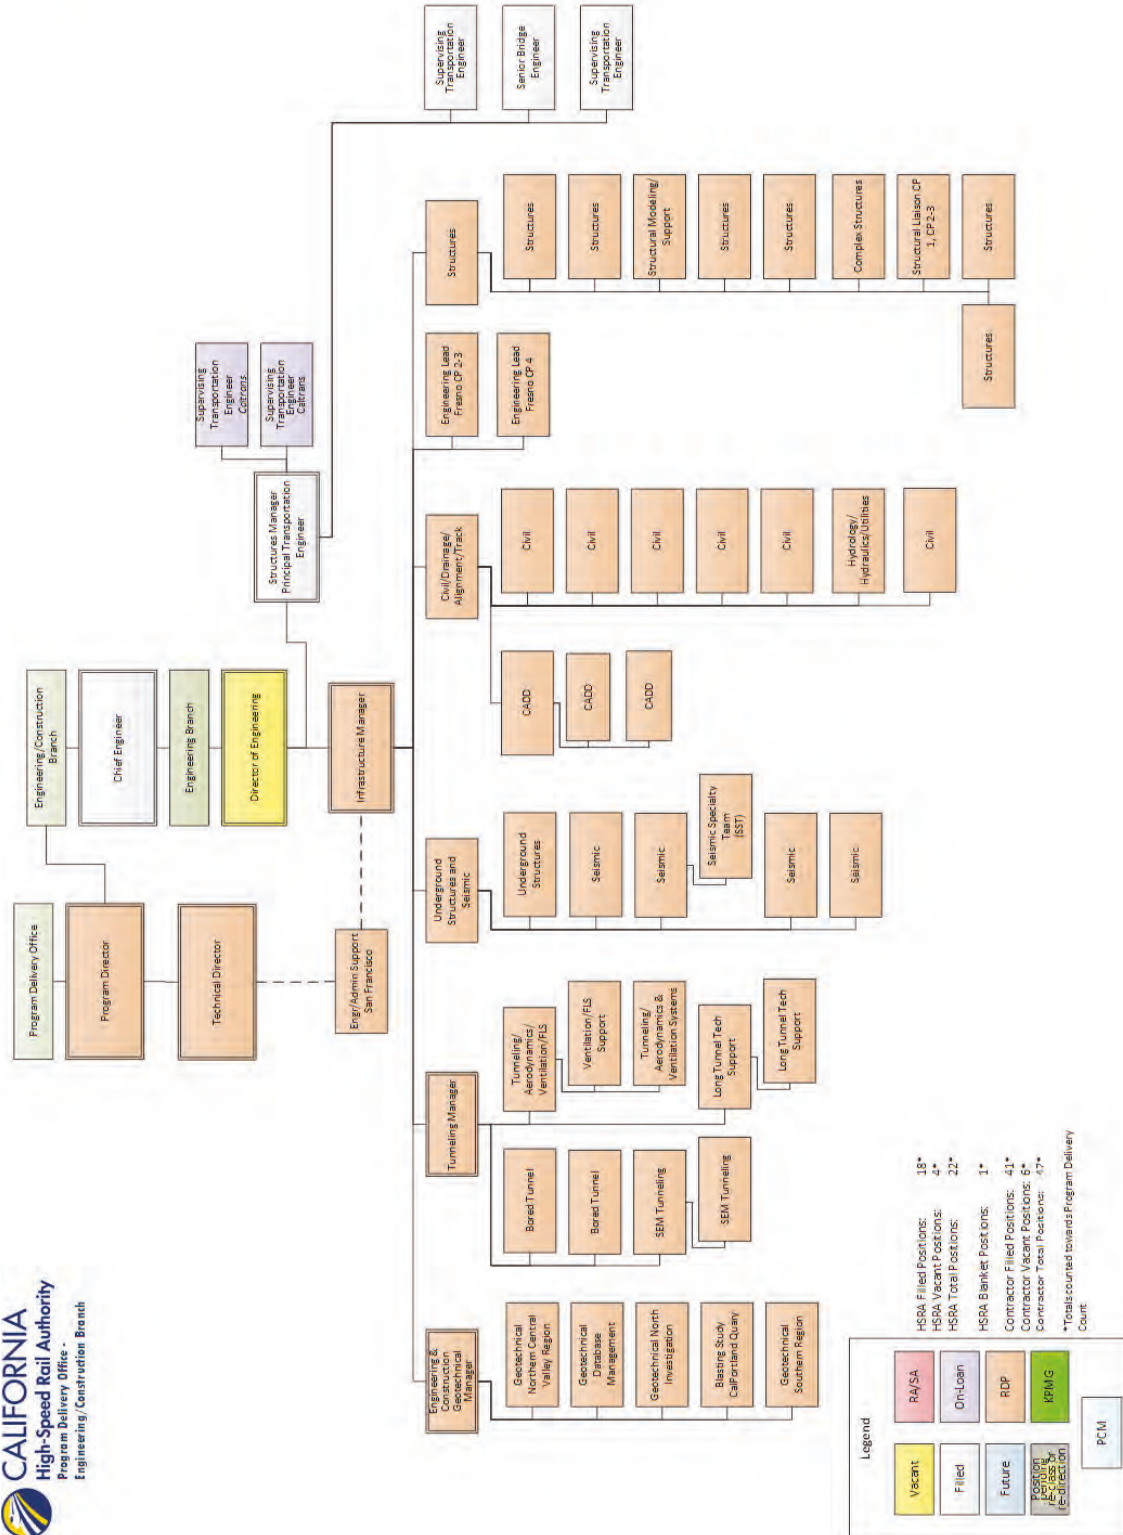 CALIFORNIA
High-Speed Rail Authority
Program Delivery Office -
Engineering/Construction Branch
Program Delivery Office
Program Director
Technical Director
Engr/Admin Support
San Francisco
Engineering/Construction
Branch
Chief Engineer
Engineering Branch
Director of Engineering
Infrastructure Manager
Structures Manager
Principal Transportation
Engineer
Supervising
Transportation
Engineer
Caltrans
Supervising
Transportation
Engineer
Caltrans
Supervising
Transportation
Engineer
Senior Bridge
Engineer
Supervising
Transportation
Engineer
Engineering &
Construction
Geotechnical
Manager
Geotechnical
Northern Central
Valley Region
Geotechnical
Database
Management
Geotechnical North
Investigation
Blasting Study
CalPortland Quary
Geotechnical
Southern Region
Tunneling Manager
Bored Tunnel
Bored Tunnel
SEM Tunneling
SEM Tunneling
Tunneling/
Aerodynamics/
Ventilation/FLS
Ventilation/FLS
Support
Tunneling/
Aerodynamics &
Ventilation Systems
Long Tunnel Tech
Support
Long Tunnel Tech
Support
Underground
Structures and
Seismic
Underground
Structures
Seismic
Seismic
Seismic Specialty
Team
(SST)
Seismic
Seismic
Civil/Drainage/
Alignment/Track
CADD
CADD
CADD
Civil
Civil
Civil
Civil
Civil
Hydrology/
Hydraulics/Utilities
Civil
Engineering Lead
Fresno CP 2-3
Engineering Lead
Fresno CP 4
Structures
Structures
Structures
Structural Modeling/
Support
Structures
Structures
Complex Structures
Structural Liaison CP
1, CP2-3
Structures
Structures
Legend
Vacant
RA/SA
Filled
On-Loan
Future
RDP
Position
pending
re-class or
re-direction
KPMG
PCM
HSRA Filled Positions: 18*
HSRA Vacant Positions: 4*
HSRA Total Positions: 22*
HSRA Blanket Positions: 1*
Contractor Filled Positions: 41*
Contractor Vacant Positions: 6*
Contractor Total Positions: 47*
*Totals counted towards Program Delivery
Count